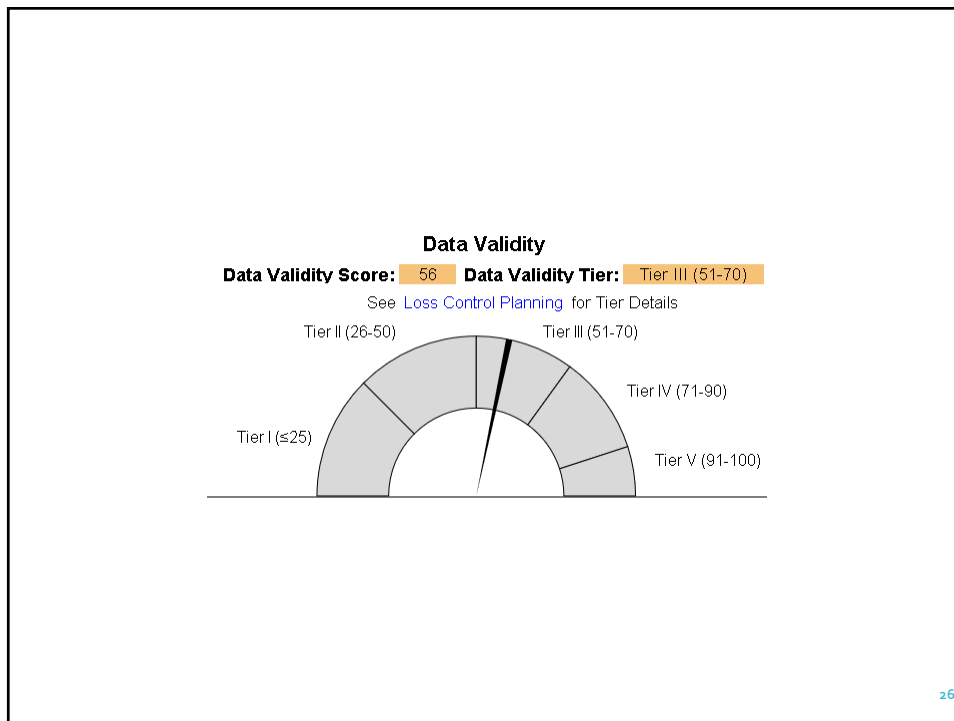 Data Validity
Data Validity Score: 56 Data Validity Tier: Tier III (51-70)
See Loss Control Planning for Tier Details
Tier II (26-50)
Tier III (51-70)
Tier IV (71-90)
Tier I (≤25)
Tier V (91-100)
26